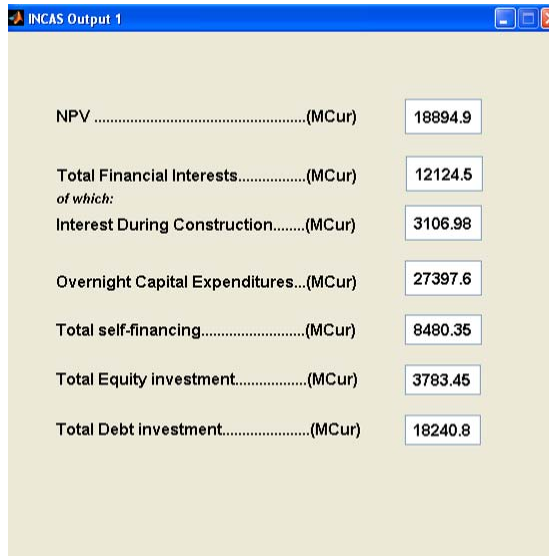 INCAS Output 1
NPV .....................................................(MCur) 18894.9
Total Financial Interests.................(MCur) 12124.5
of which:
Interest During Construction........(MCur) 3106.98
Overnight Capital Expenditures...(MCur) 27397.6
Total self-financing..........................(MCur) 8480.35
Total Equity investment..................(MCur) 3783.45
Total Debt investment......................(MCur) 18240.8